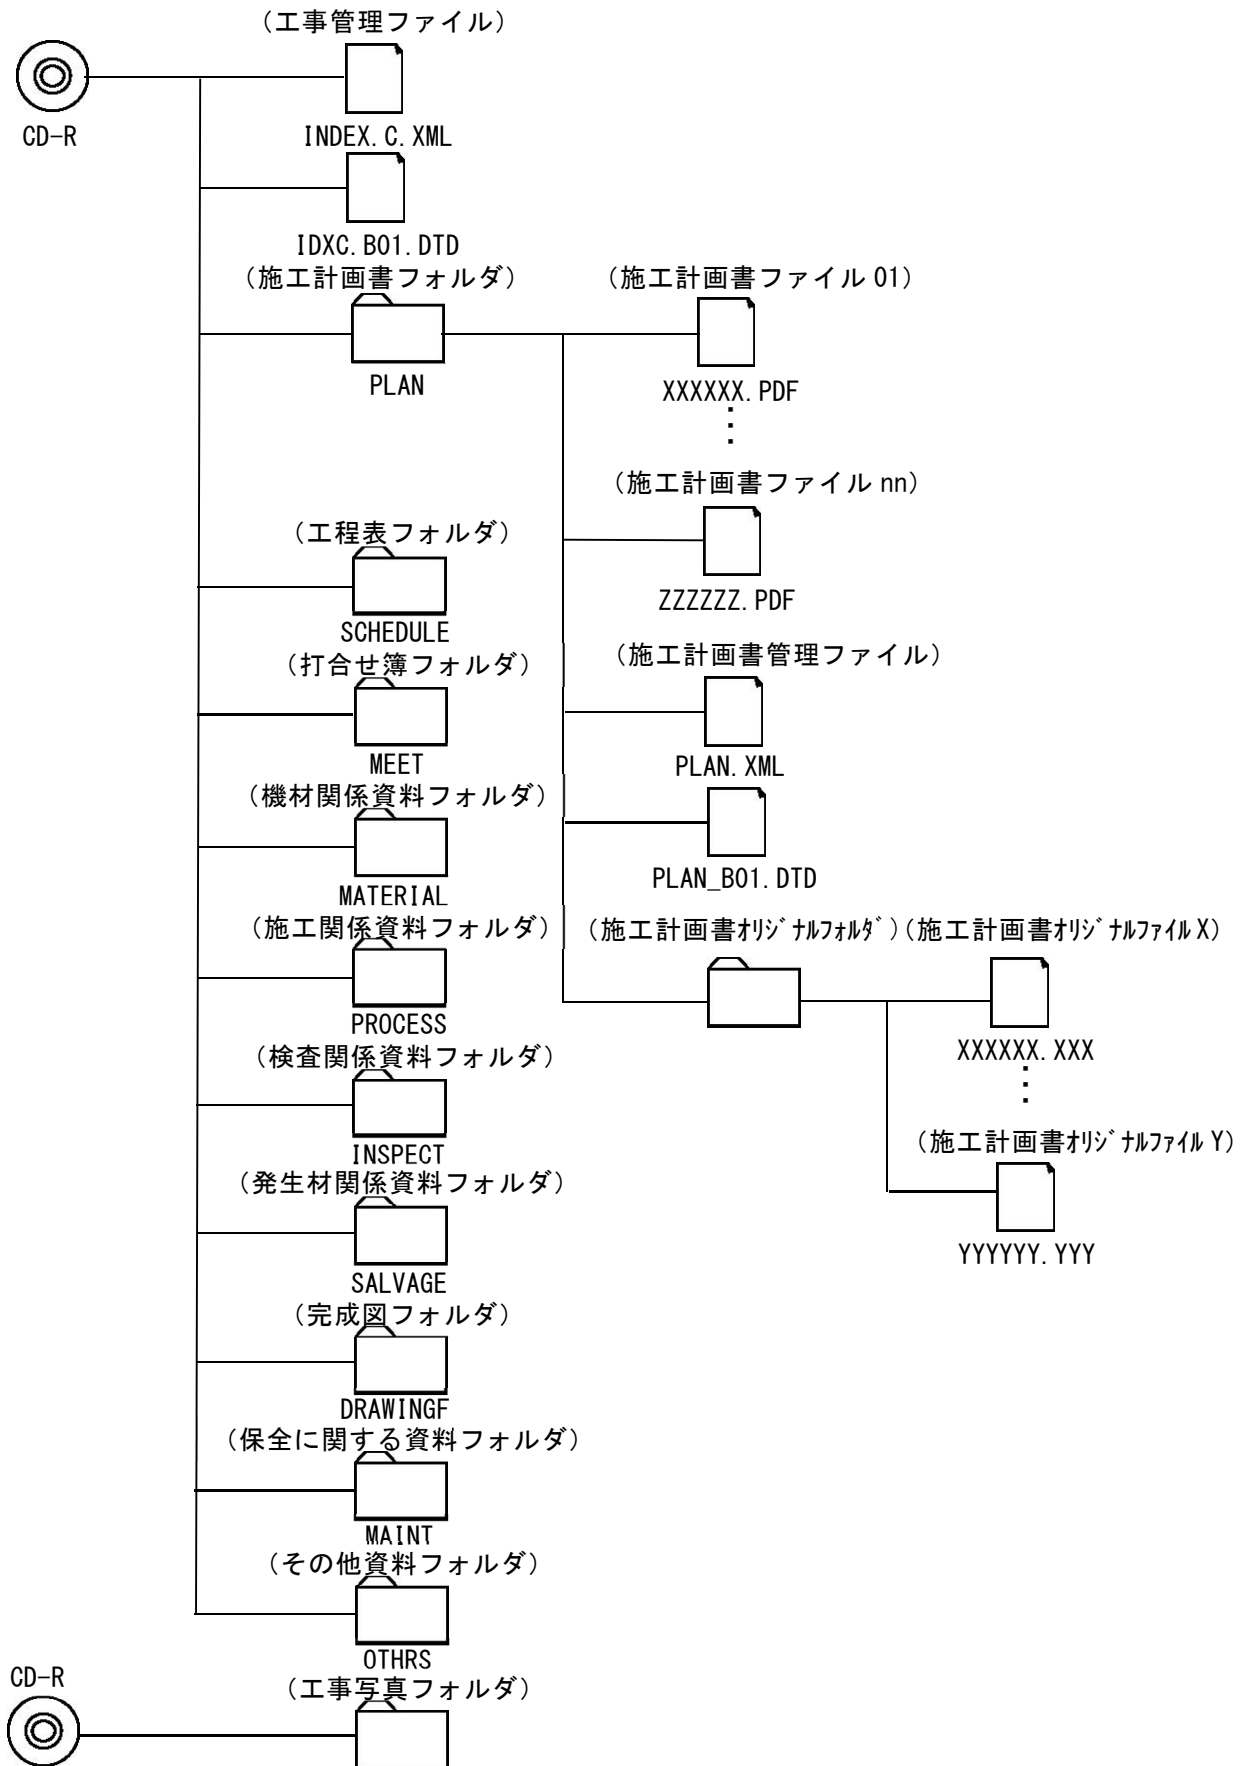 （工事管理ファイル）
CD-R
INDEX.C.XML
IDXC.B01.DTD
（施工計画書フォルダ）
PLAN
（施工計画書ファイル 01）
XXXXXX.PDF
（施工計画書ファイル nn）
ZZZZZZ.PDF
（工程表フォルダ）
SCHEDULE
（施工計画書管理ファイル）
PLAN.XML
（打合せ簿フォルダ）
MEET
（機材関係資料フォルダ）
MATERIAL
PLAN_B01.DTD
（施工関係資料フォルダ）
PROCESS
（施工計画書ｵﾘｼﾞﾅﾙﾌｫﾙﾀﾞ）
（施工計画書ｵﾘｼﾞﾅﾙﾌｧｲﾙ X）
XXXXXX.XXX
（検査関係資料フォルダ）
INSPECT
（施工計画書ｵﾘｼﾞﾅﾙﾌｧｲﾙ Y）
YYYYYY.YYY
（発生材関係資料フォルダ）
SALVAGE
（完成図フォルダ）
DRAWINGF
（保全に関する資料フォルダ）
MAINT
（その他資料フォルダ）
OTHRS
CD-R
（工事写真フォルダ）